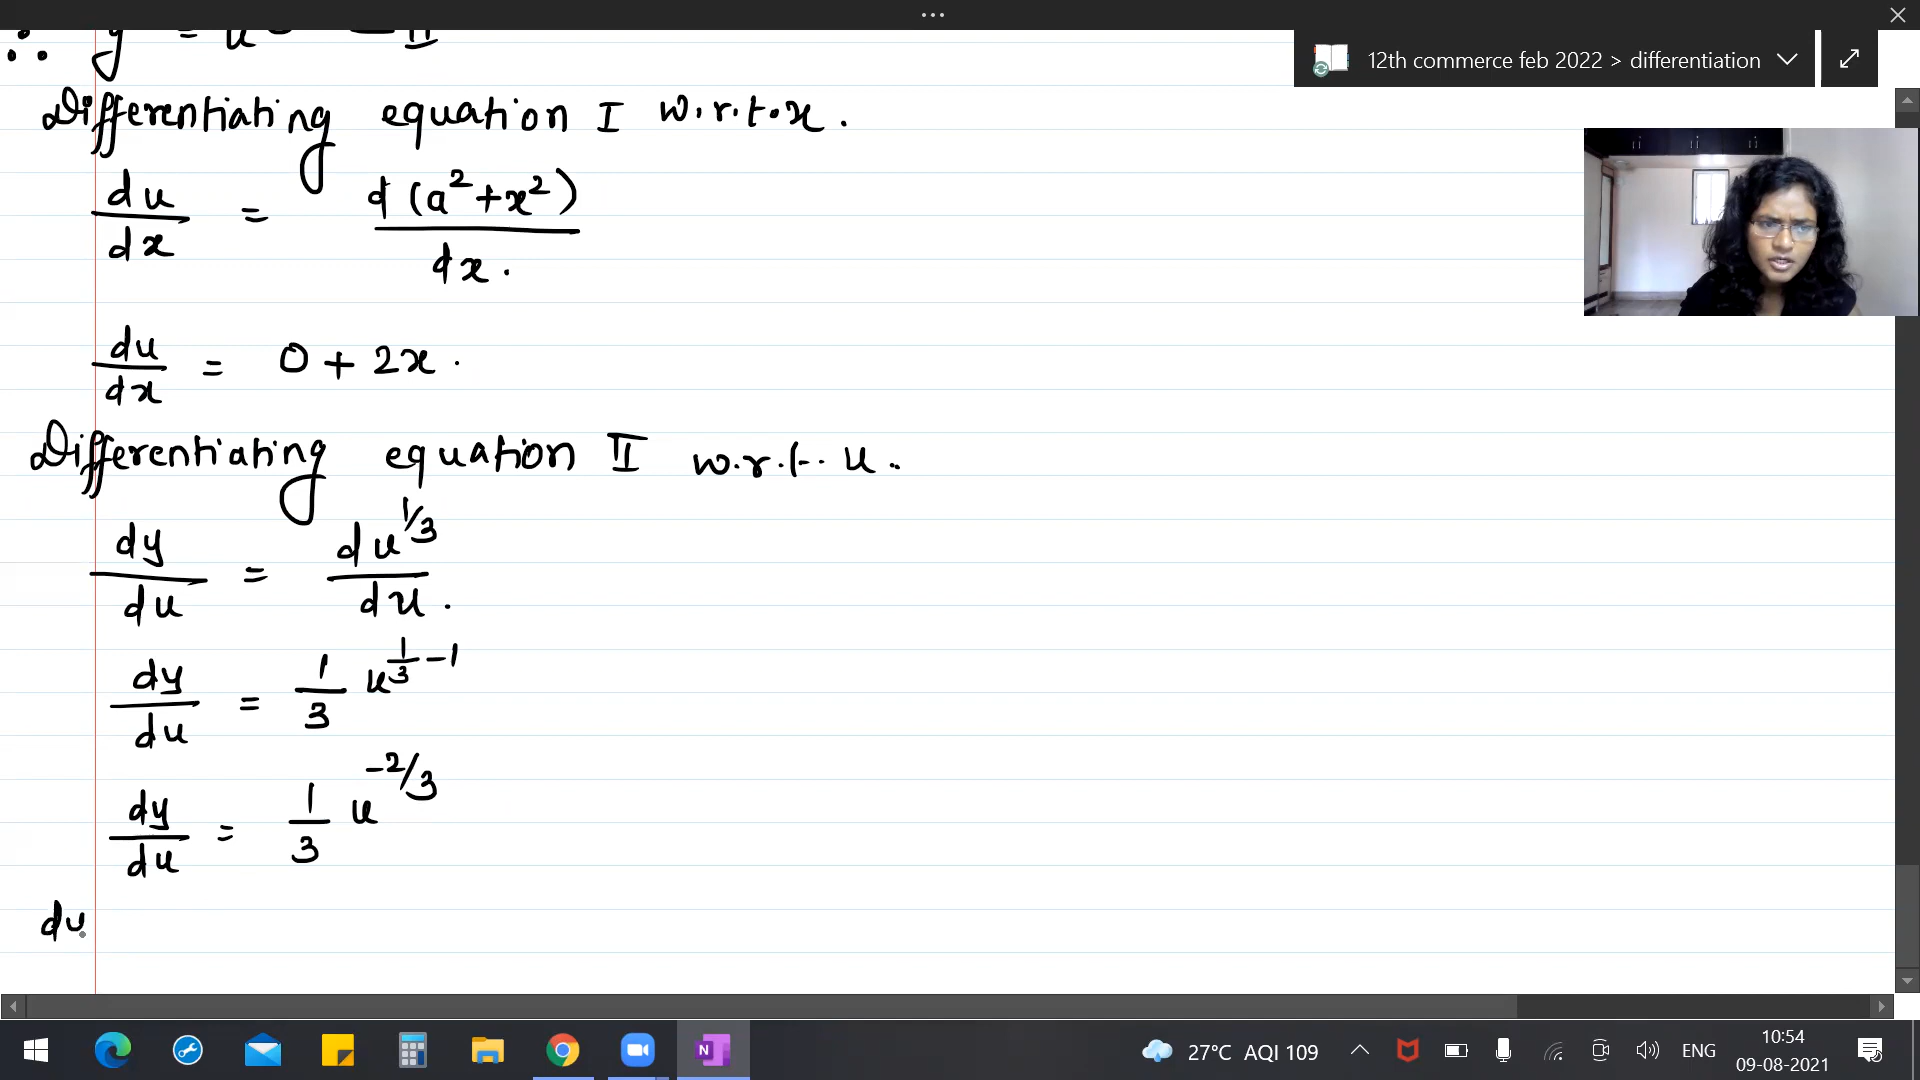 ∴ y = u — II
12th commerce feb 2022 > differentiation
Differentiating equation I w.r.t.x.
du/dx = d(a²+x²)/dx.
du/dx = 0 + 2x.
Differentiating equation II w.r.t. u.
dy/du = du^1/3/du.
dy/du = 1/3 u^(1/3 - 1)
dy/du = 1/3 u^-2/3
27°C AQI 109
ENG
10:54
09-08-2021